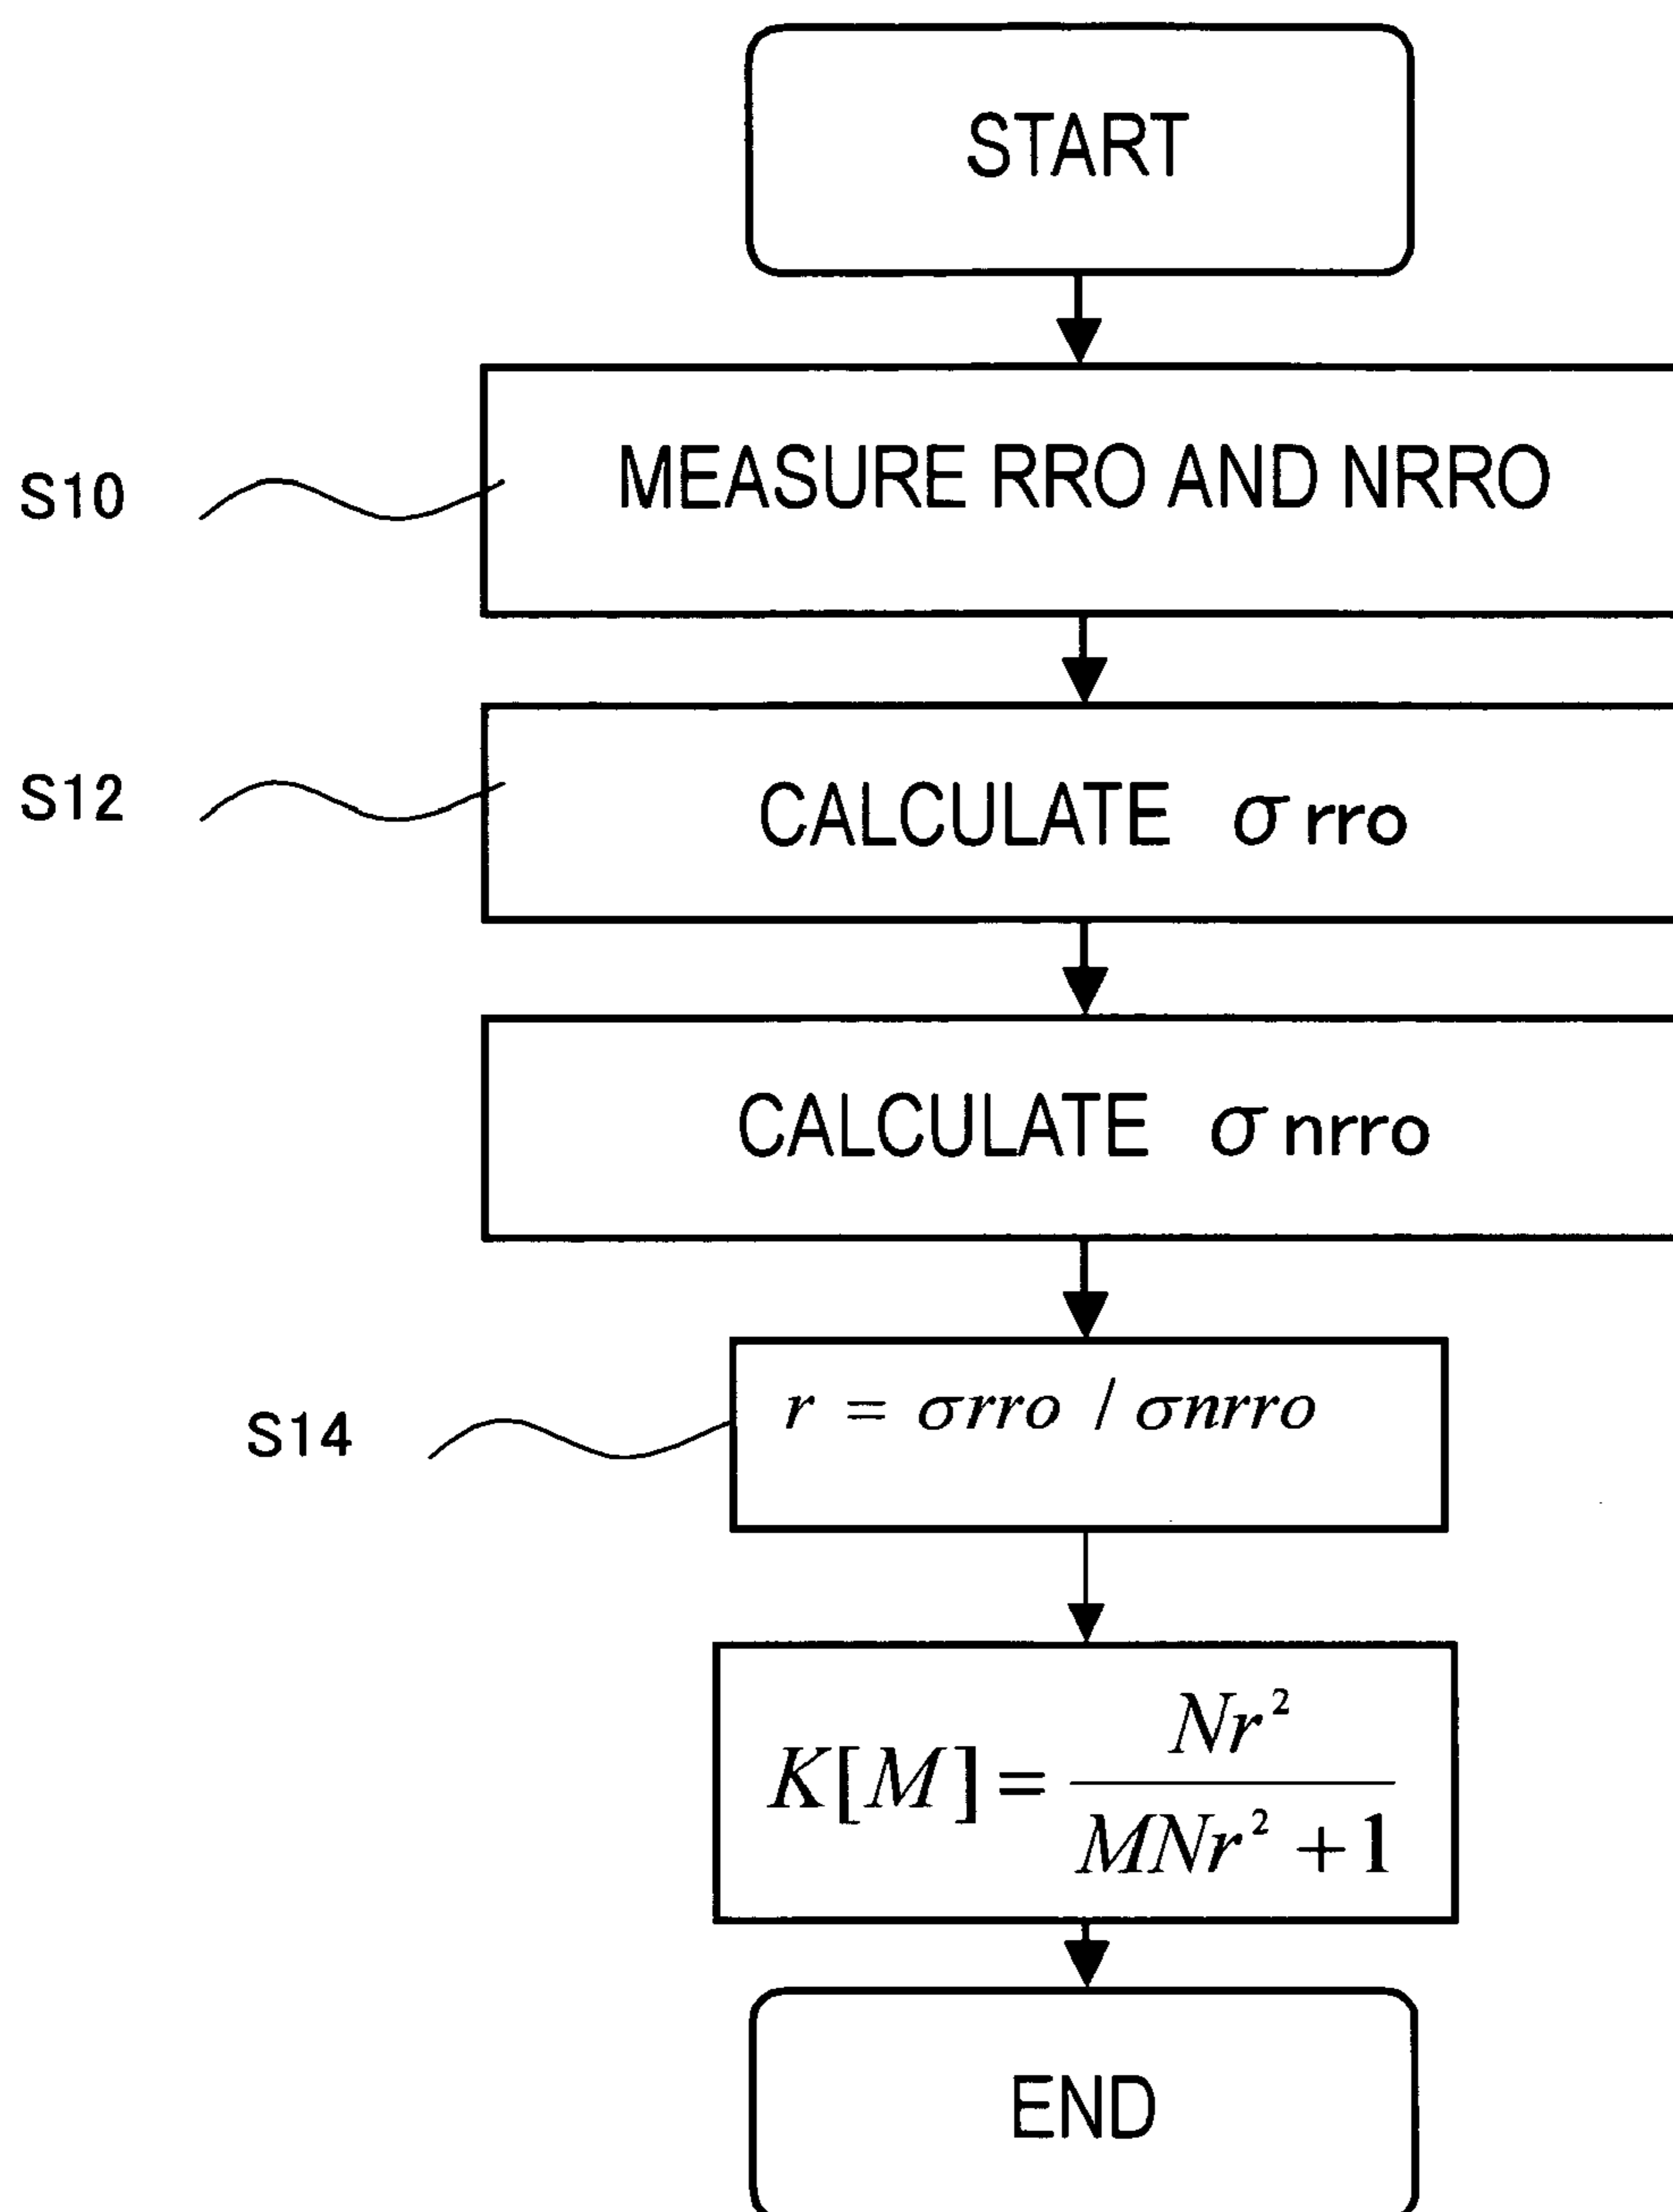 START
S10 MEASURE RRO AND NRRO
S12 CALCULATE σrro
CALCULATE σnrro
S14 r = σrro / σnrro
K[M] = Nr² / MNr² + 1
END